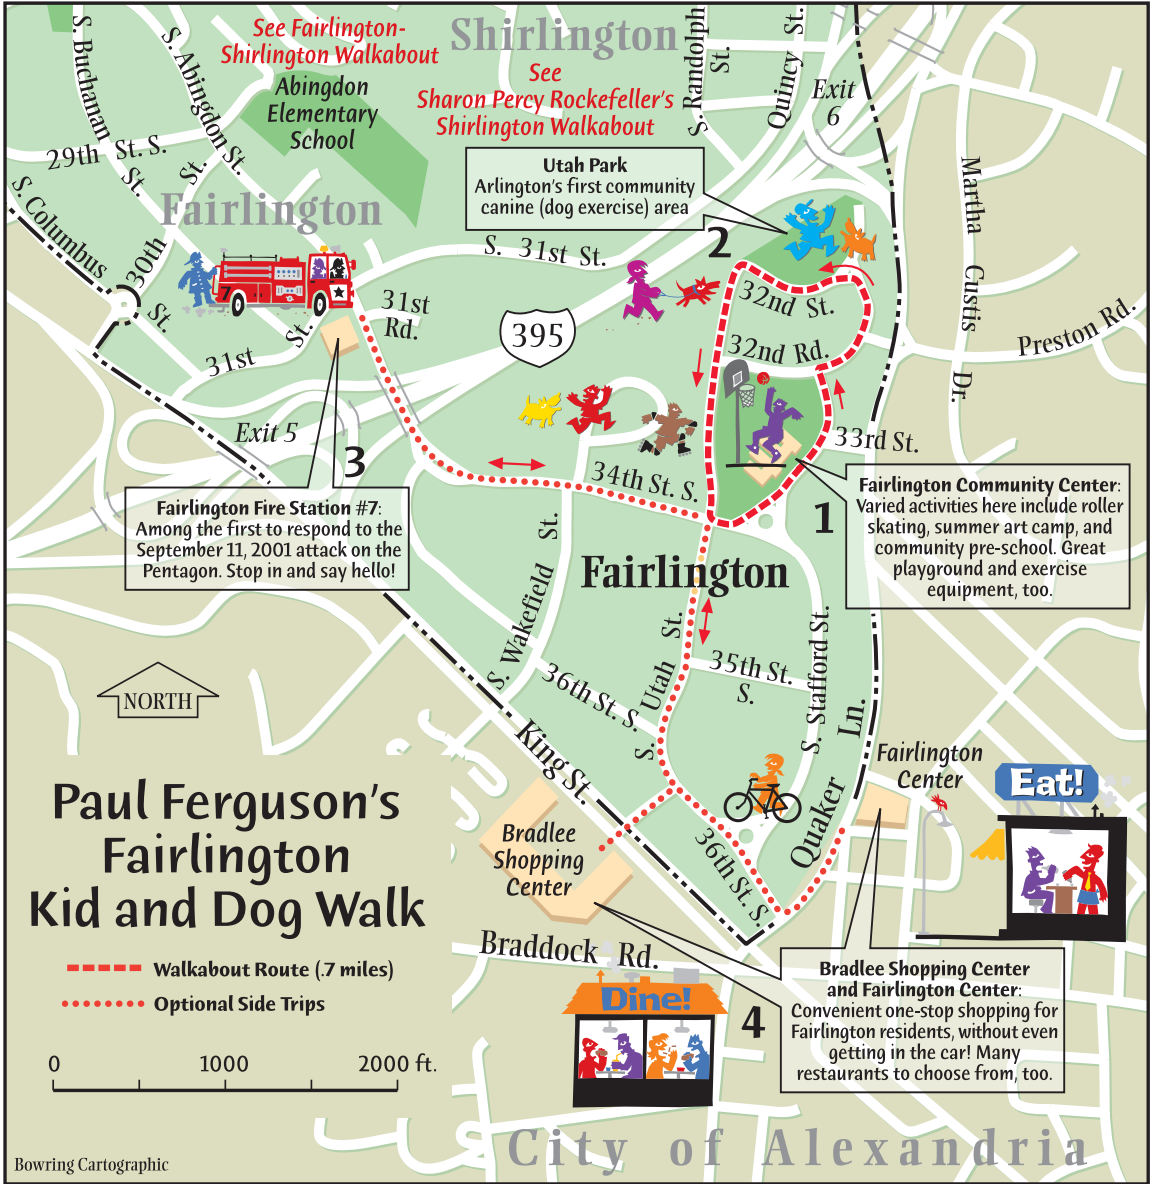 See Fairlington-
Shirlington Walkabout
Shirlington
See
Sharon Percy Rockefeller's
Shirlington Walkabout
Abingdon
Elementary
School
S. Buchanan
St.
S. Abingdon St.
S. Randolph
St.
Quincy St.
Exit
6
29th St. S.
S. Columbus
St.
30th
St.
Fairlington
Utah Park
Arlington's first community
canine (dog exercise) area
2
S. 31st St.
31st
Rd.
31st
St.
7
395
32nd St.
32nd Rd.
33rd St.
Martha Custis
Dr.
Preston Rd.
Exit 5
3
Fairlington Fire Station #7:
Among the first to respond to the
September 11, 2001 attack on the
Pentagon. Stop in and say hello!
34th St. S.
1
Fairlington Community Center:
Varied activities here include roller
skating, summer art camp, and
community pre-school. Great
playground and exercise
equipment, too.
Fairlington
S. Wakefield St.
S. Utah St.
35th St.
S.
S. Stafford St.
36th St. S.
King St.
Quaker Ln.
36th St. S.
NORTH
Fairlington
Center
Eat!
Bradlee
Shopping
Center
Braddock Rd.
Dine!
4
Bradlee Shopping Center
and Fairlington Center:
Convenient one-stop shopping for
Fairlington residents, without even
getting in the car! Many
restaurants to choose from, too.
Paul Ferguson's
Fairlington
Kid and Dog Walk
Walkabout Route (.7 miles)
Optional Side Trips
0 1000 2000 ft.
City of Alexandria
Bowring Cartographic